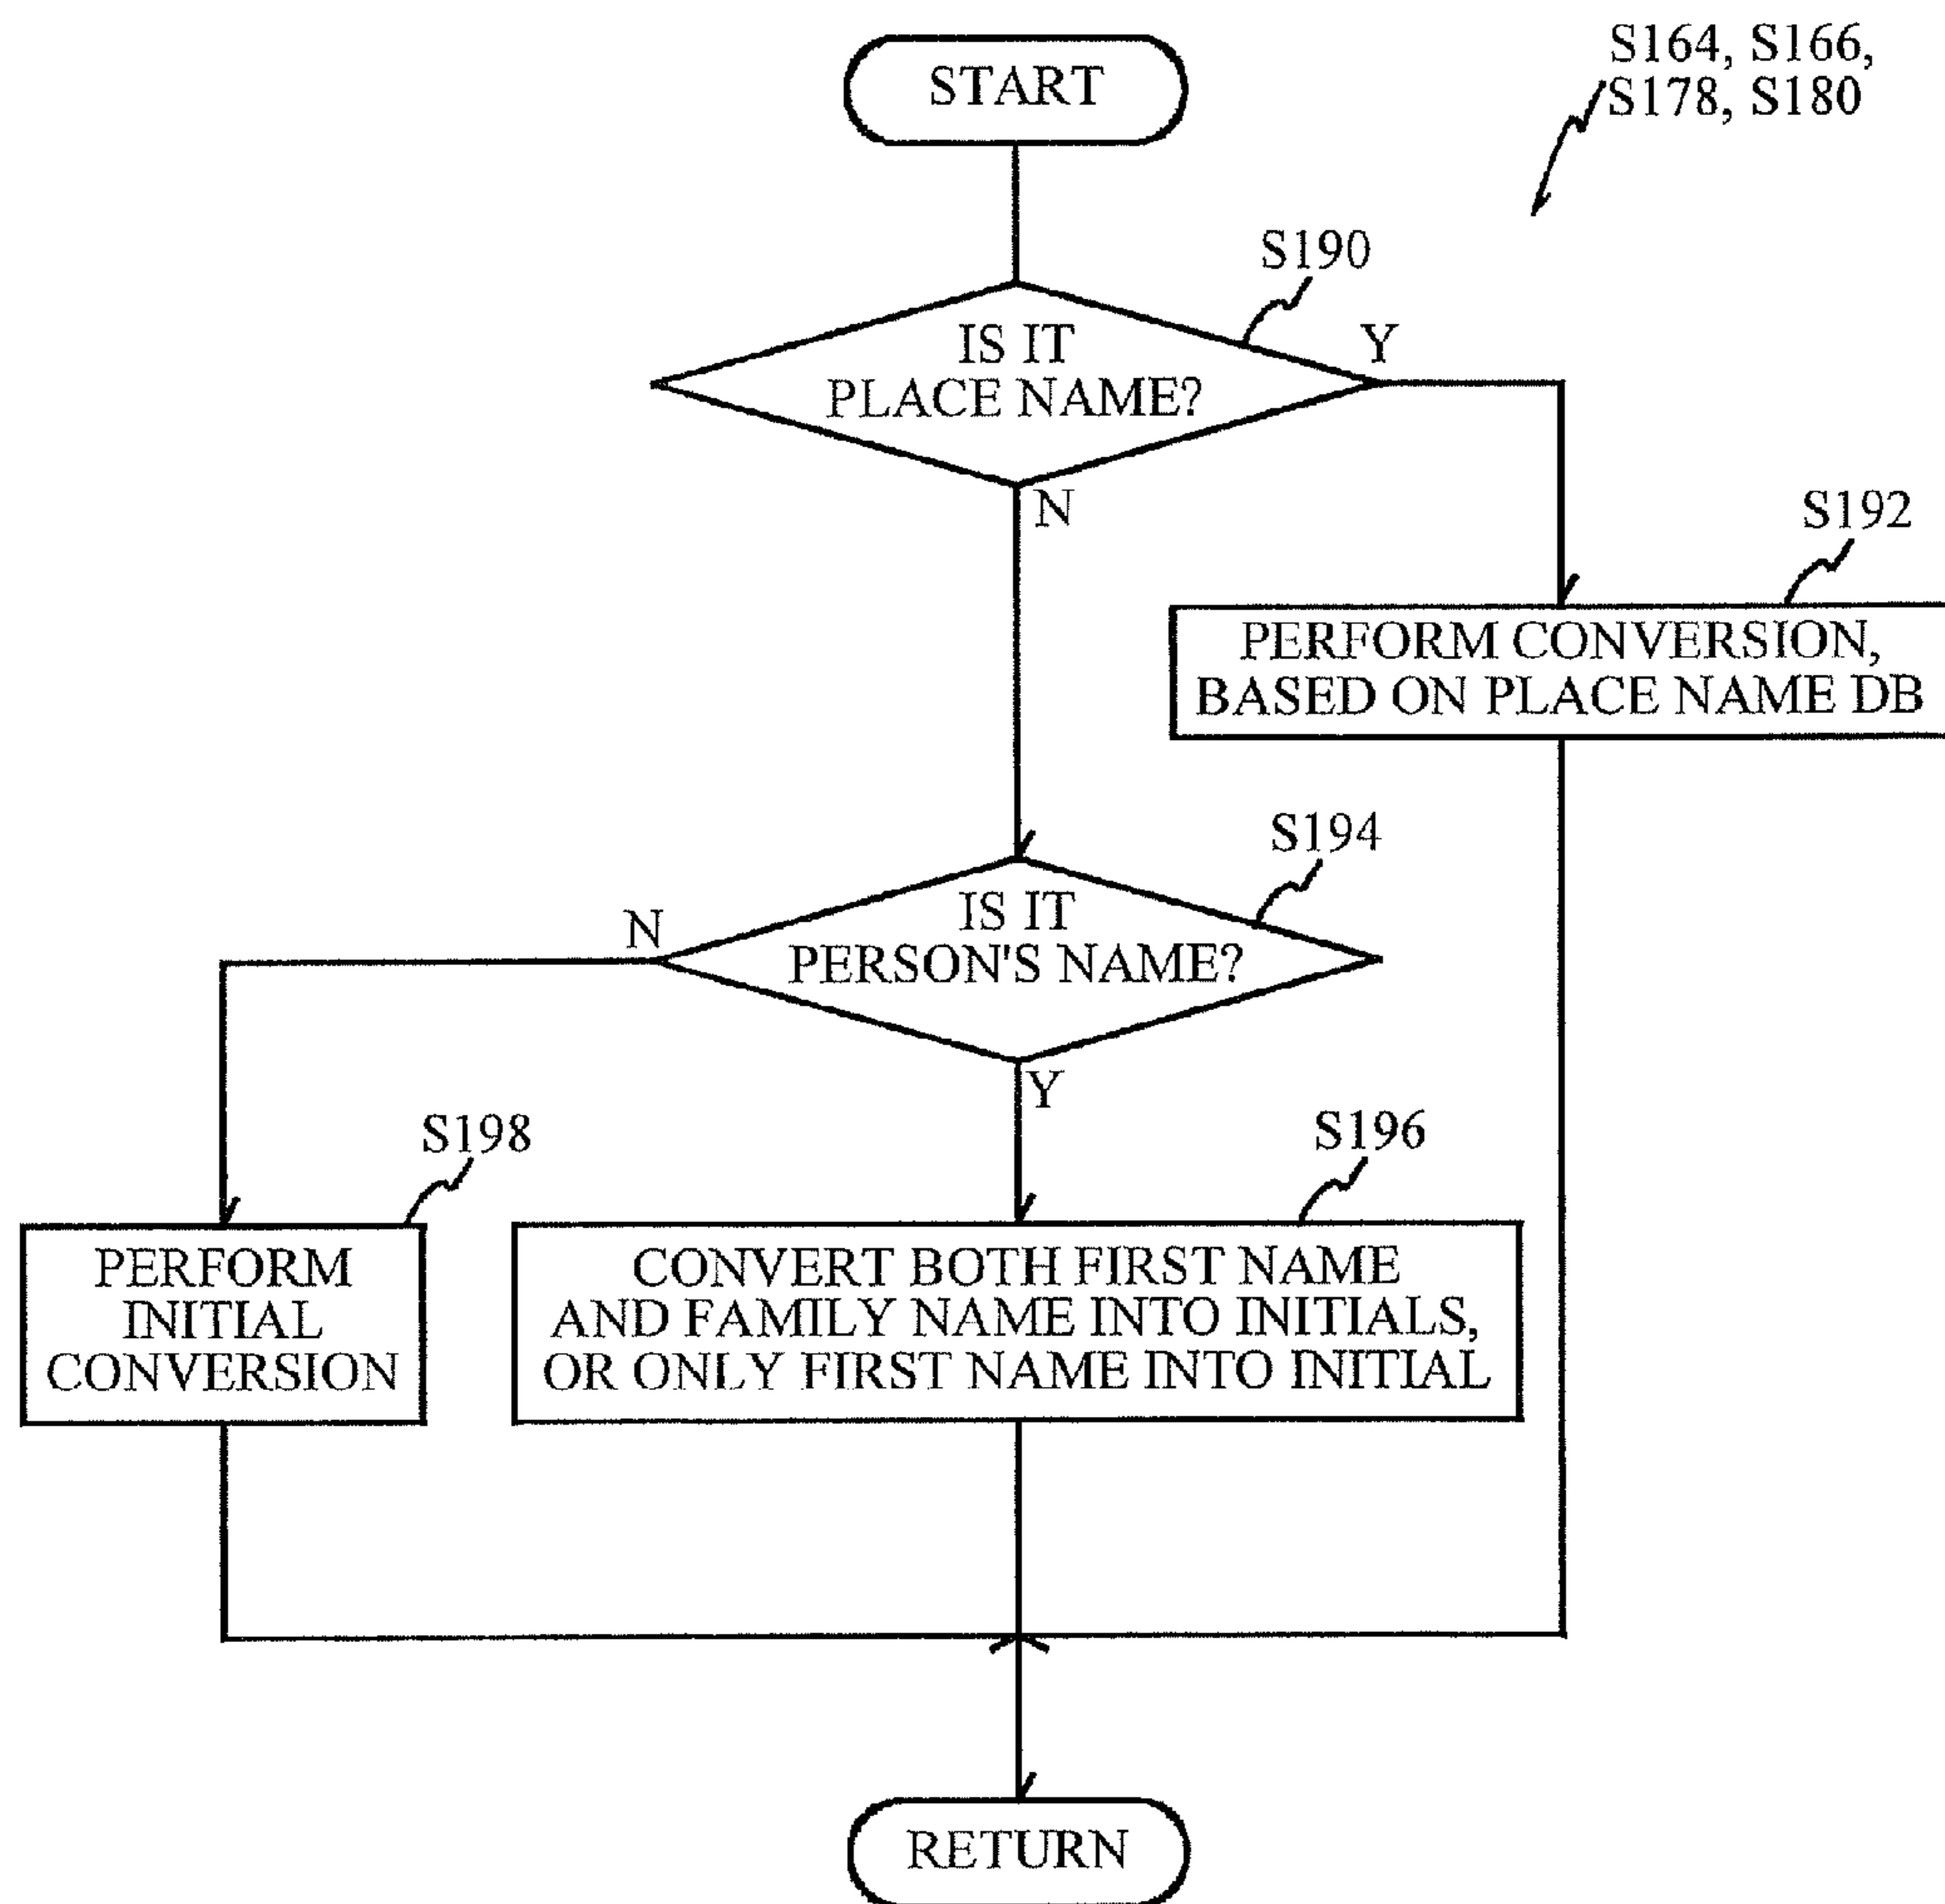 START
S164, S166,
S178, S180
S190
IS IT
PLACE NAME?
Y
N
S192
PERFORM CONVERSION,
BASED ON PLACE NAME DB
S194
IS IT
PERSON'S NAME?
N
Y
S198
PERFORM
INITIAL
CONVERSION
S196
CONVERT BOTH FIRST NAME
AND FAMILY NAME INTO INITIALS,
OR ONLY FIRST NAME INTO INITIAL
RETURN